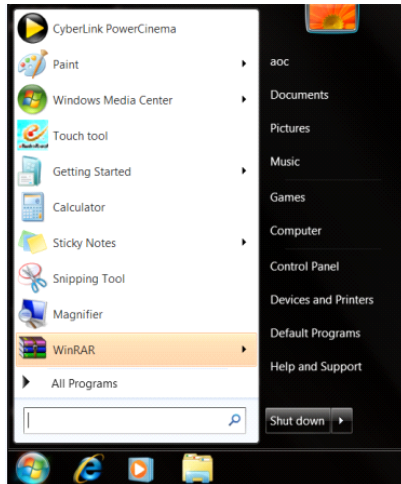 CyberLink PowerCinema
Paint
Windows Media Center
Touch tool
Getting Started
Calculator
Sticky Notes
Snipping Tool
Magnifier
WinRAR
All Programs
aoc
Documents
Pictures
Music
Games
Computer
Control Panel
Devices and Printers
Default Programs
Help and Support
Shut down